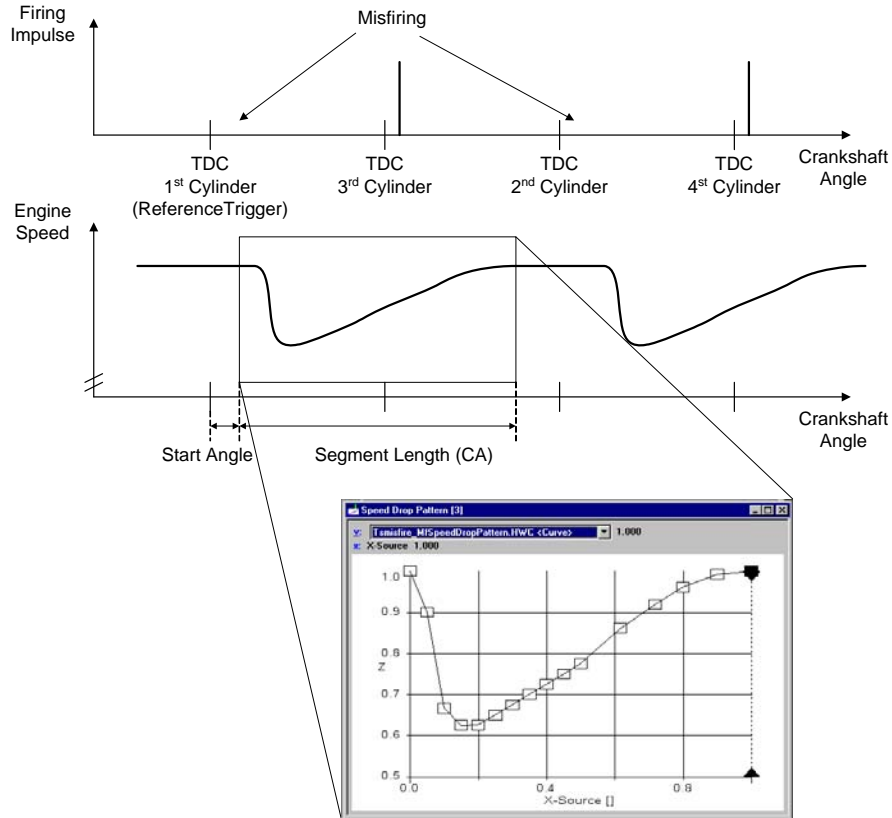 Firing
Impulse
Misfiring
TDC
1st Cylinder
(ReferenceTrigger)
TDC
3rd Cylinder
TDC
2nd Cylinder
TDC
4st Cylinder
Crankshaft
Angle
Engine
Speed
Crankshaft
Angle
Start Angle
Segment Length (CA)
Speed Drop Pattern [3]
y: Tsmisfire_MfSpeedDropPattern.HWC <Curve> 1.000
x: X-Source 1.000
1.0
0.9
0.8
Z
0.7
0.6
0.5
0.0
0.4
0.8
X-Source []